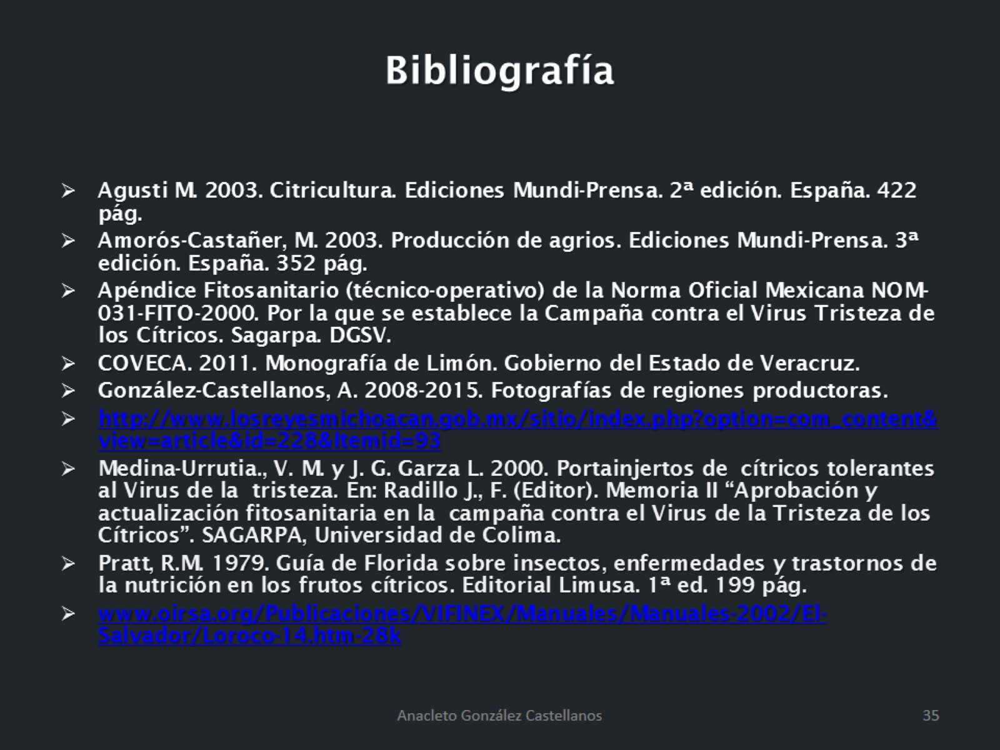 Bibliografía
➢ Agusti M. 2003. Citricultura. Ediciones Mundi-Prensa. 2ª edición. España. 422
pág.
➢ Amorós-Castañer, M. 2003. Producción de agrios. Ediciones Mundi-Prensa. 3ª
edición. España. 352 pág.
➢ Apéndice Fitosanitario (técnico-operativo) de la Norma Oficial Mexicana NOM-
031-FITO-2000. Por la que se establece la Campaña contra el Virus Tristeza de
los Cítricos. Sagarpa. DGSV.
➢ COVECA. 2011. Monografía de Limón. Gobierno del Estado de Veracruz.
➢ González-Castellanos, A. 2008-2015. Fotografías de regiones productoras.
➢ http://www.losreyesmichoacan.gob.mx/sitio/index.php?option=com_content&
view=article&id=228&Itemid=93
➢ Medina-Urrutia., V. M. y J. G. Garza L. 2000. Portainjertos de cítricos tolerantes
al Virus de la tristeza. En: Radillo J., F. (Editor). Memoria II “Aprobación y
actualización fitosanitaria en la campaña contra el Virus de la Tristeza de los
Cítricos”. SAGARPA, Universidad de Colima.
➢ Pratt, R.M. 1979. Guía de Florida sobre insectos, enfermedades y trastornos de
la nutrición en los frutos cítricos. Editorial Limusa. 1ª ed. 199 pág.
➢ www.oirsa.org/Publicaciones/VIFINEX/Manuales/Manuales-2002/El-
Salvador/Loroco-14.htm-28k
Anacleto González Castellanos
35